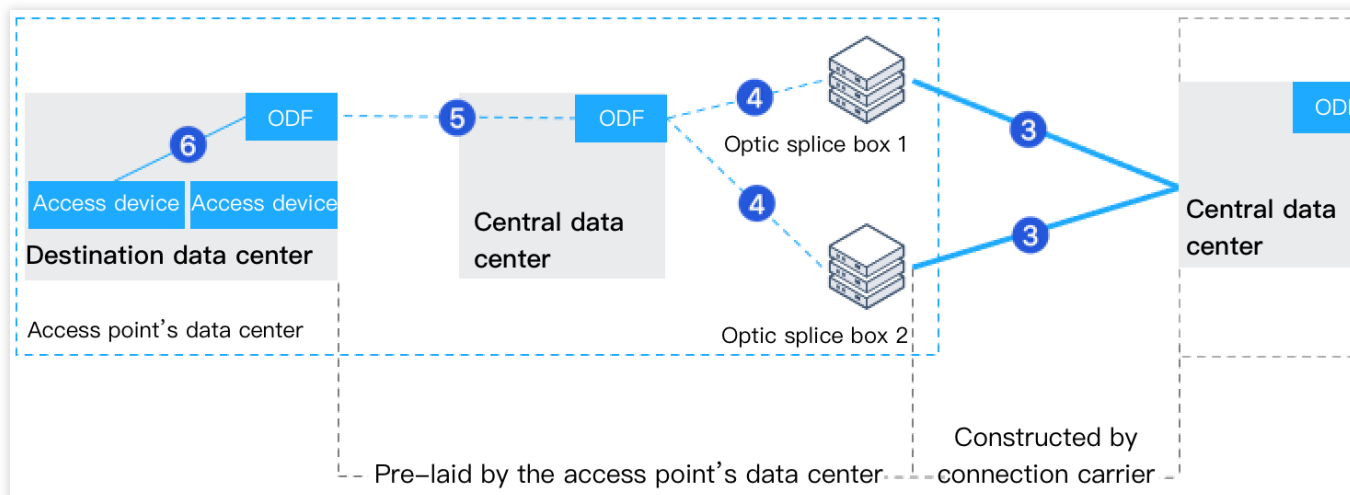 ODF
ODF
OD
6
5
4
4
3
3
Access device
Access device
Destination data center
Access point's data center
Central data
center
Optic splice box 1
Optic splice box 2
Central data
center
Pre-laid by the access point's data center
Constructed by
connection carrier